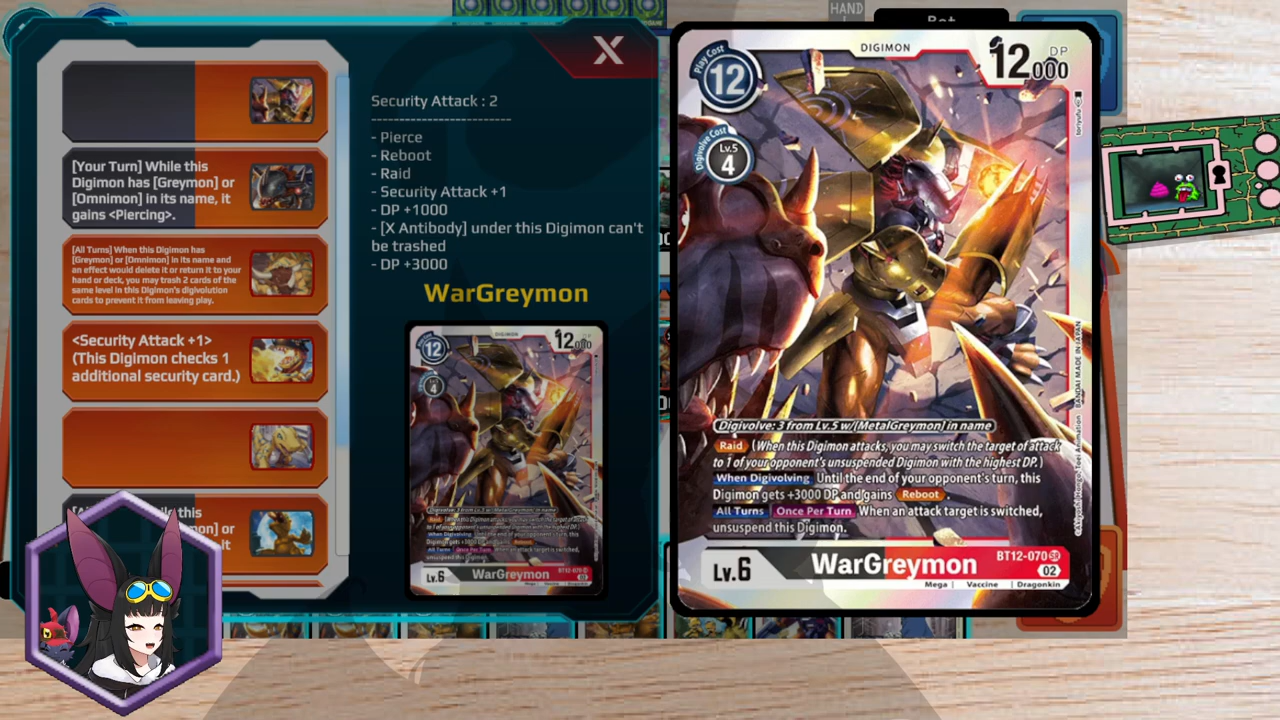 HAND
Bot
X
[Your Turn] While this
Digimon has [Greymon] or
[Omnimon] in its name, it
gains <Piercing>.
[All Turns] When this Digimon has
[Greymon] or [Omnimon] in its name and
an effect would delete it or return it to your
hand or deck, you may trash 2 cards of the
same level in this Digimon's digivolution
cards to prevent it from leaving play.
<Security Attack +1>
(This Digimon checks 1
additional security card.)
Security Attack : 2
------------------------
- Pierce
- Reboot
- Raid
- Security Attack +1
- DP +1000
- [X Antibody] under this Digimon can't
be trashed
- DP +3000
WarGreymon
DIGIMON
12000
12
4
Lv.6
WarGreymon
DIGIMON
Play Cost
12
DP
12000
Digivolve Cost
Lv.5
4
toriyufu
Digivolve: 3 from Lv.5 w/[MetalGreymon] in name
Raid (When this Digimon attacks, you may switch the target of attack
to 1 of your opponent's unsuspended Digimon with the highest DP.)
When Digivolving Until the end of your opponent's turn, this
Digimon gets +3000 DP and gains Reboot.
All Turns Once Per Turn When an attack target is switched,
unsuspend this Digimon.
©Akiyoshi Hongo, Toei Animation BANDAI MADE IN JAPAN
BT12-070 SR
Lv.6
WarGreymon
02
Mega | Vaccine | Dragonkin